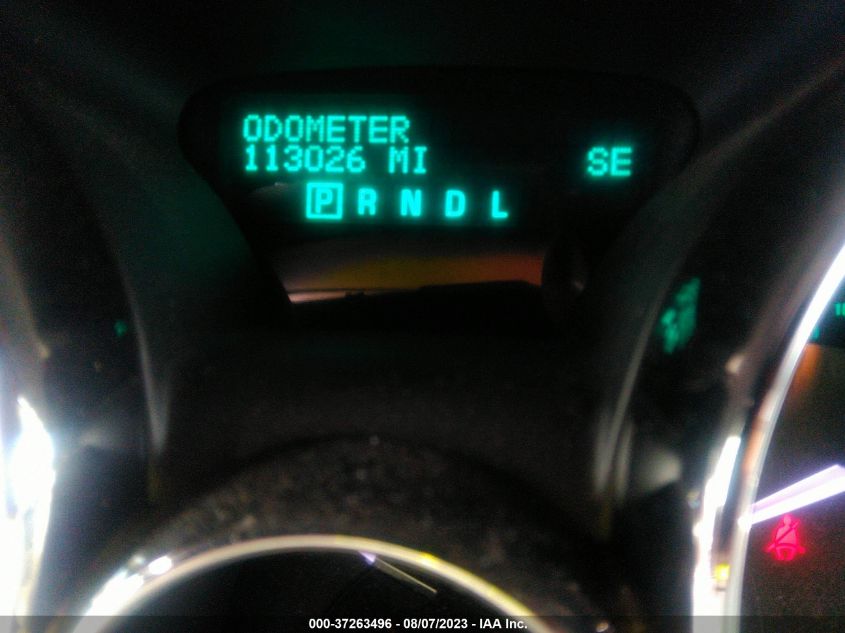 ODOMETER
113026 MI SE
P R N D L
000-37263496 - 08/07/2023 - IAA Inc.